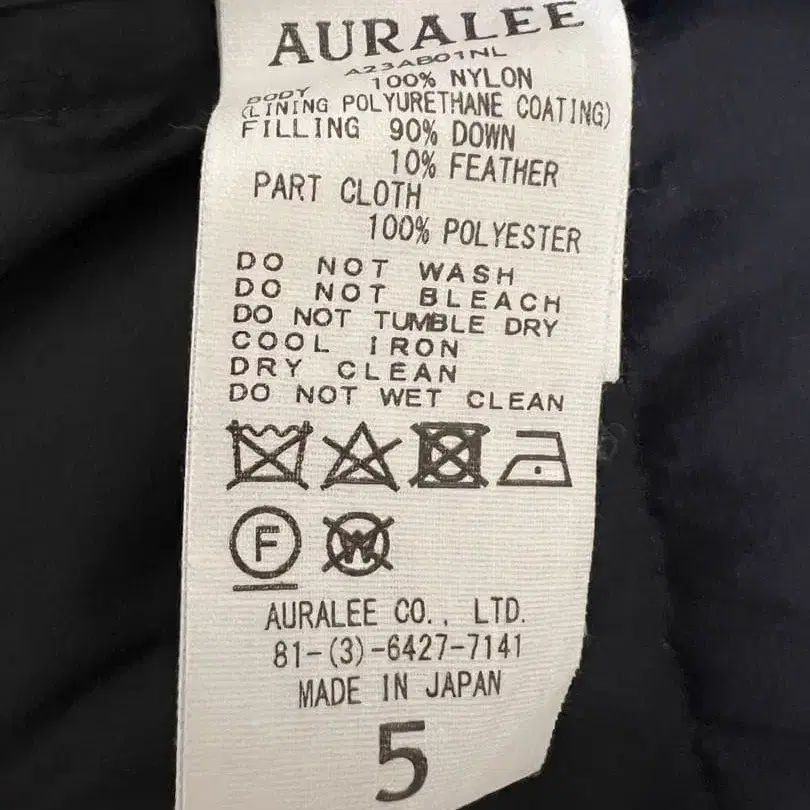 AURALEE
A23AB01NL
BODY 100% NYLON
(LINING POLYURETHANE COATING)
FILLING 90% DOWN
10% FEATHER
PART CLOTH
100% POLYESTER
DO NOT WASH
DO NOT BLEACH
DO NOT TUMBLE DRY
COOL IRON
DRY CLEAN
DO NOT WET CLEAN
F W
AURALEE CO., LTD.
81-(3)-6427-7141
MADE IN JAPAN
5